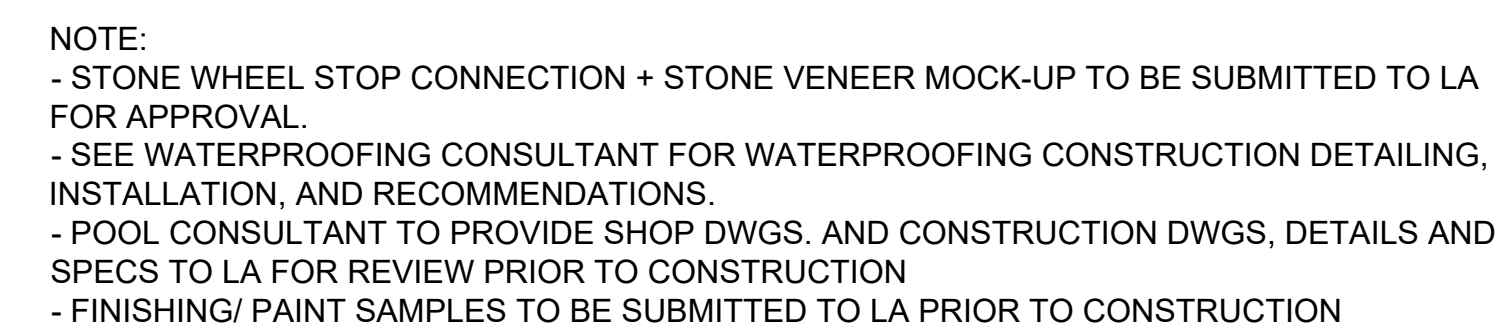 NOTE:
- STONE WHEEL STOP CONNECTION + STONE VENEER MOCK-UP TO BE SUBMITTED TO LA
FOR APPROVAL.
- SEE WATERPROOFING CONSULTANT FOR WATERPROOFING CONSTRUCTION DETAILING,
INSTALLATION, AND RECOMMENDATIONS.
- POOL CONSULTANT TO PROVIDE SHOP DWGS. AND CONSTRUCTION DWGS, DETAILS AND
SPECS TO LA FOR REVIEW PRIOR TO CONSTRUCTION
- FINISHING/ PAINT SAMPLES TO BE SUBMITTED TO LA PRIOR TO CONSTRUCTION